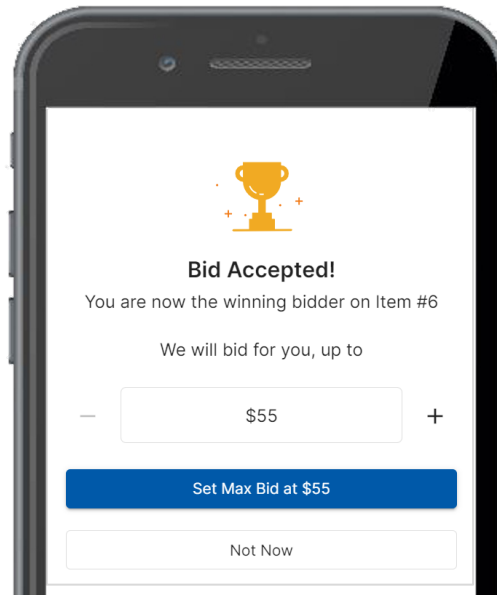 Bid Accepted!
You are now the winning bidder on Item #6
We will bid for you, up to
− $55 +
Set Max Bid at $55
Not Now